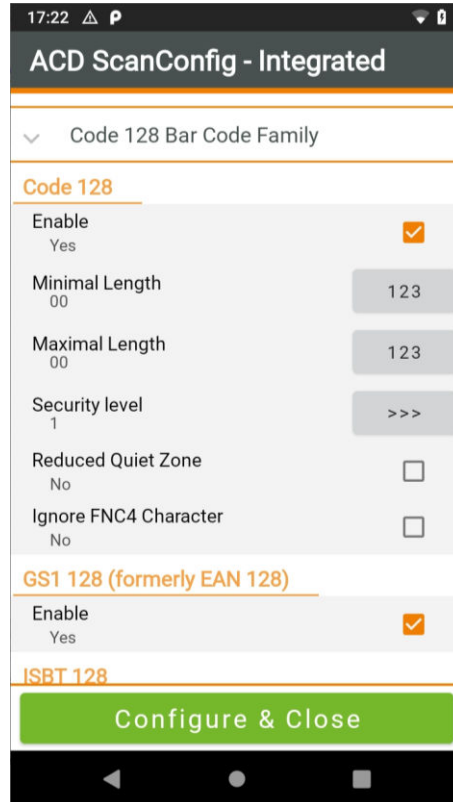 17:22
ACD ScanConfig - Integrated
Code 128 Bar Code Family
Code 128
Enable
Yes
Minimal Length
00
123
Maximal Length
00
123
Security level
1
>>>
Reduced Quiet Zone
No
Ignore FNC4 Character
No
GS1 128 (formerly EAN 128)
Enable
Yes
ISBT 128
Configure & Close